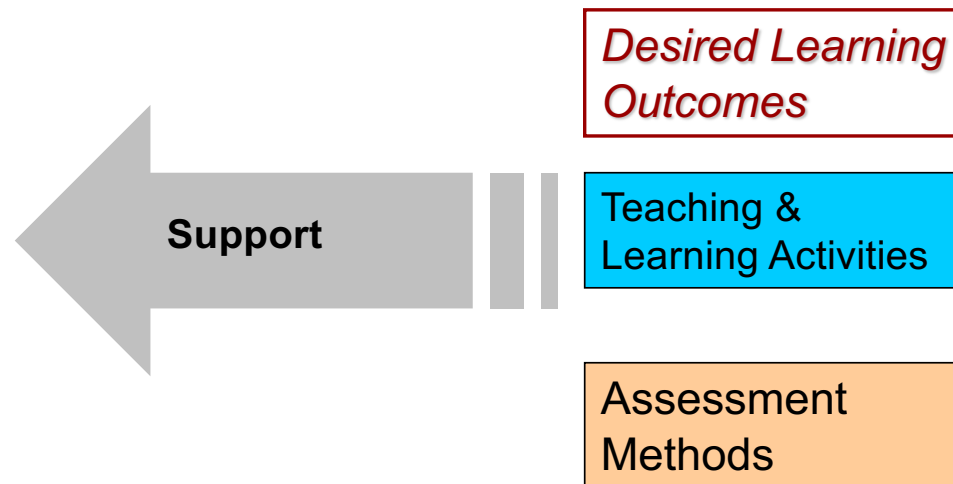 Desired Learning
Outcomes
Support
Teaching &
Learning Activities
Assessment
Methods